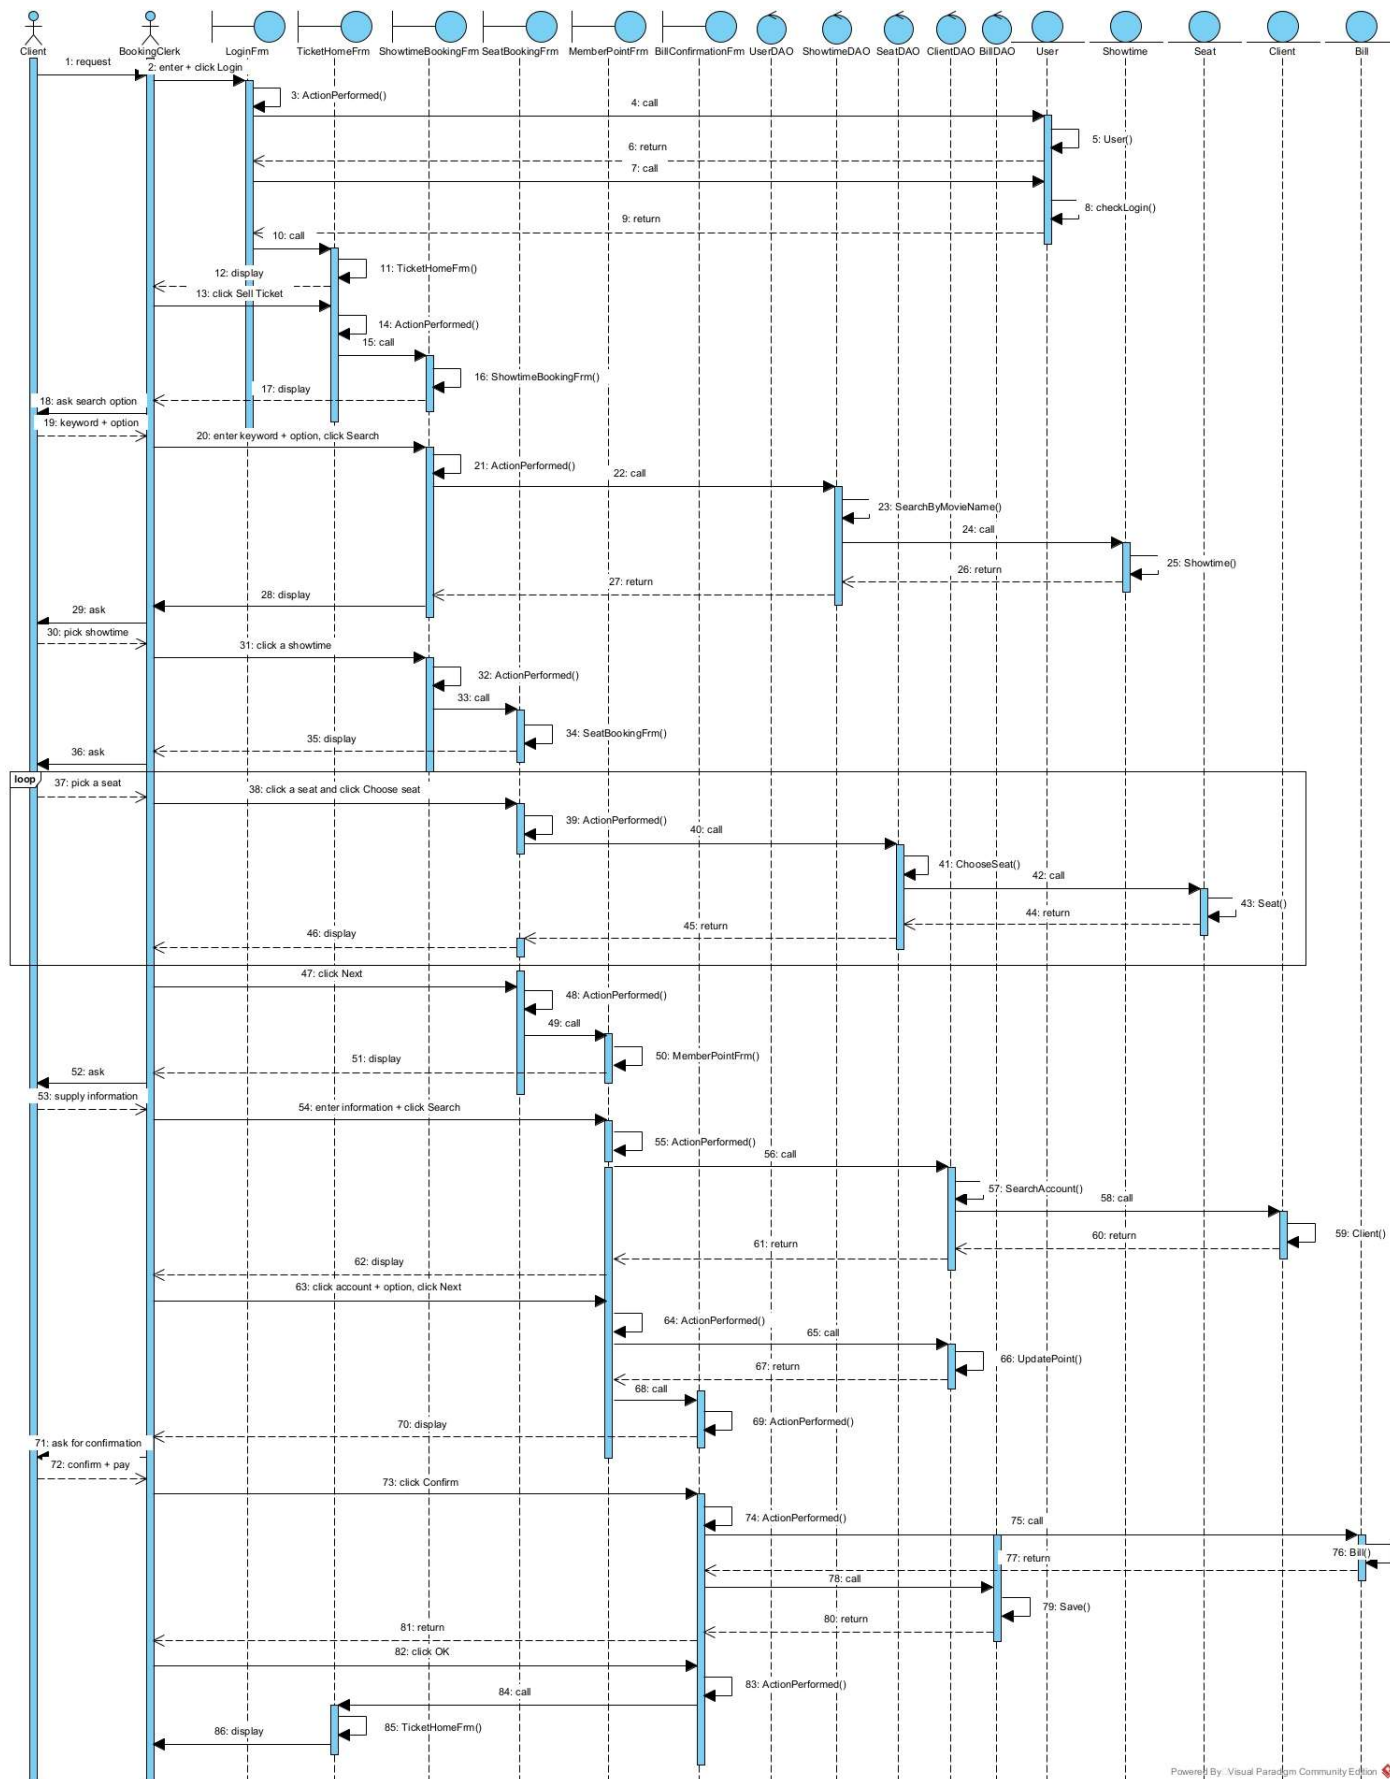 Client
BookingClerk
LoginFrm
TicketHomeFrm
ShowtimeBookingFrm
SeatBookingFrm
MemberPointFrm
BillConfirmationFrm
UserDAO
ShowtimeDAO
SeatDAO
ClientDAO
BillDAO
User
Showtime
Seat
Client
Bill
1: request
2: enter + click Login
3: ActionPerformed()
4: call
5: User()
6: return
7: call
8: checkLogin()
9: return
10: call
11: TicketHomeFrm()
12: display
13: click Sell Ticket
14: ActionPerformed()
15: call
16: ShowtimeBookingFrm()
17: display
18: ask search option
19: keyword + option
20: enter keyword + option, click Search
21: ActionPerformed()
22: call
23: SearchByMovieName()
24: call
25: Showtime()
26: return
27: return
28: display
29: ask
30: pick showtime
31: click a showtime
32: ActionPerformed()
33: call
34: SeatBookingFrm()
35: display
36: ask
loop
37: pick a seat
38: click a seat and click Choose seat
39: ActionPerformed()
40: call
41: ChooseSeat()
42: call
43: Seat()
44: return
45: return
46: display
47: click Next
48: ActionPerformed()
49: call
50: MemberPointFrm()
51: display
52: ask
53: supply information
54: enter information + click Search
55: ActionPerformed()
56: call
57: SearchAccount()
58: call
59: Client()
60: return
61: return
62: display
63: click account + option, click Next
64: ActionPerformed()
65: call
66: UpdatePoint()
67: return
68: call
69: ActionPerformed()
70: display
71: ask for confirmation
72: confirm + pay
73: click Confirm
74: ActionPerformed()
75: call
76: Bill()
77: return
78: call
79: Save()
80: return
81: return
82: click OK
83: ActionPerformed()
84: call
85: TicketHomeFrm()
86: display
Powered By Visual Paradigm Community Edition